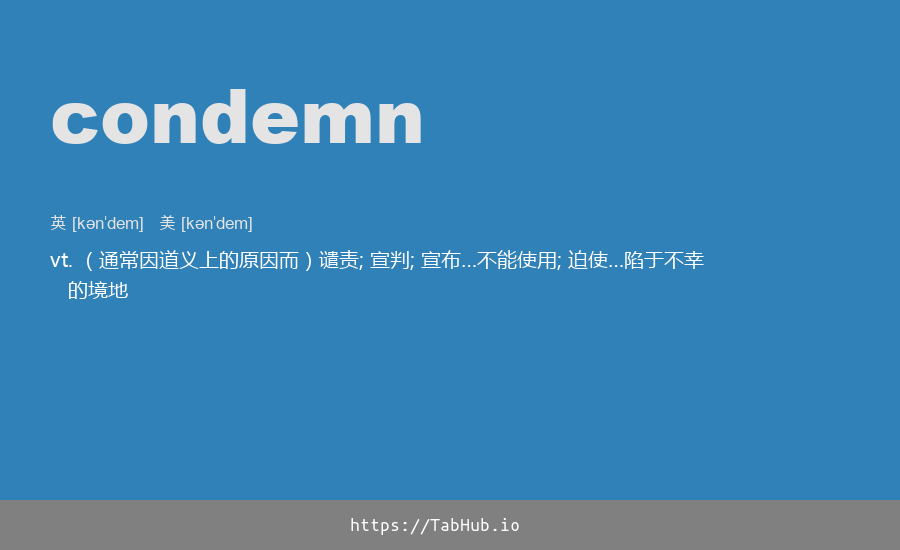 condemn
英 [kən'dem] 美 [kən'dem]
vt. （通常因道义上的原因而）谴责; 宣判; 宣布…不能使用; 迫使…陷于不幸
的境地
https://TabHub.io